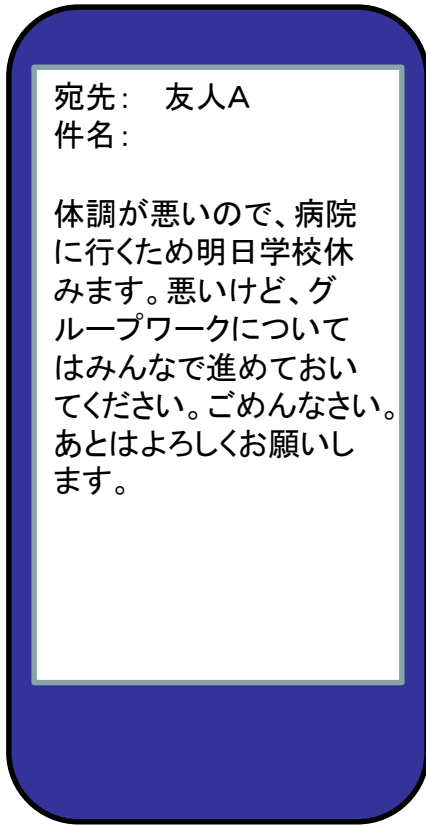 宛先:　友人A
件名:
体調が悪いので、病院
に行くため明日学校休
みます。悪いけど、グ
ループワークについて
はみんなで進めておい
てください。ごめんなさい。
あとはよろしくお願いし
ます。